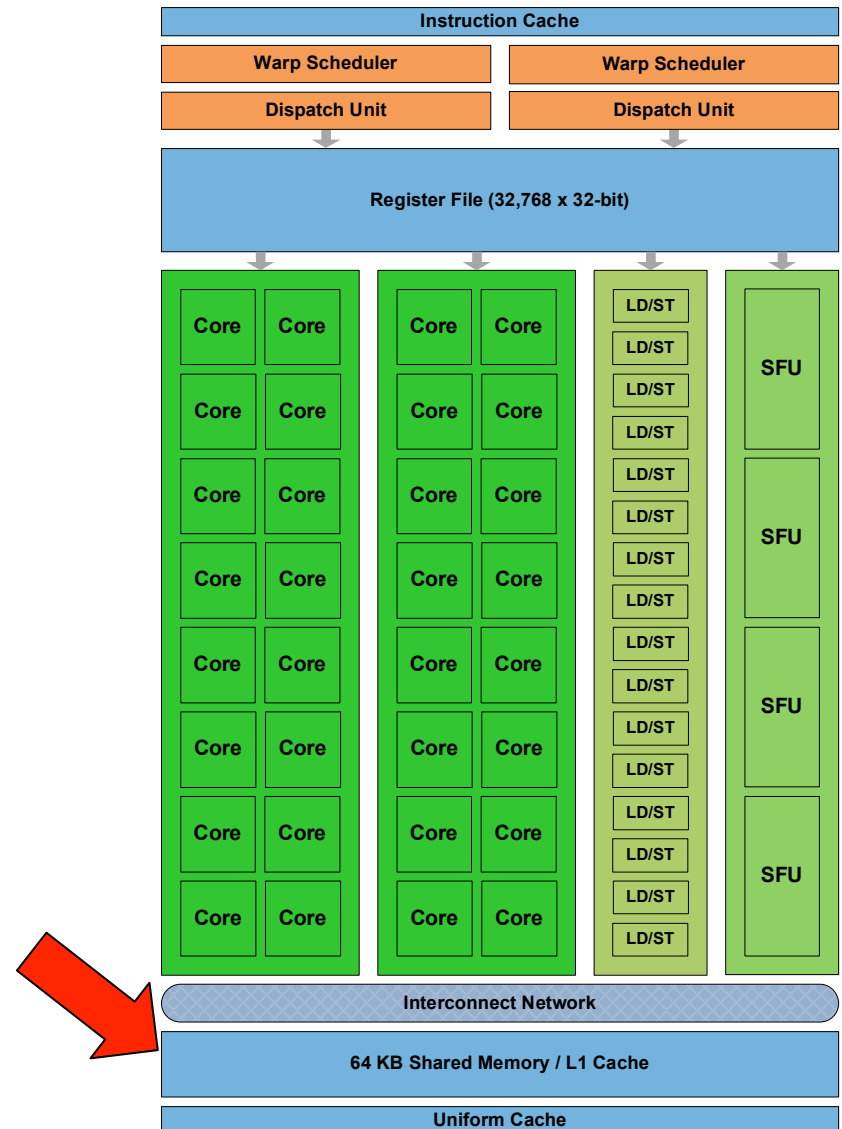 Instruction Cache
Warp Scheduler Warp Scheduler
Dispatch Unit Dispatch Unit
Register File (32,768 x 32-bit)
LD/ST
Core Core Core Core
LD/ST
SFU
LD/ST
Core Core Core Core
LD/ST
LD/ST
Core Core Core Core
LD/ST
SFU
LD/ST
Core Core Core Core
LD/ST
LD/ST
Core Core Core Core
LD/ST
SFU
LD/ST
Core Core Core Core
LD/ST
LD/ST
Core Core Core Core
LD/ST
SFU
LD/ST
Core Core Core Core
LD/ST
Interconnect Network
64 KB Shared Memory / L1 Cache
Uniform Cache